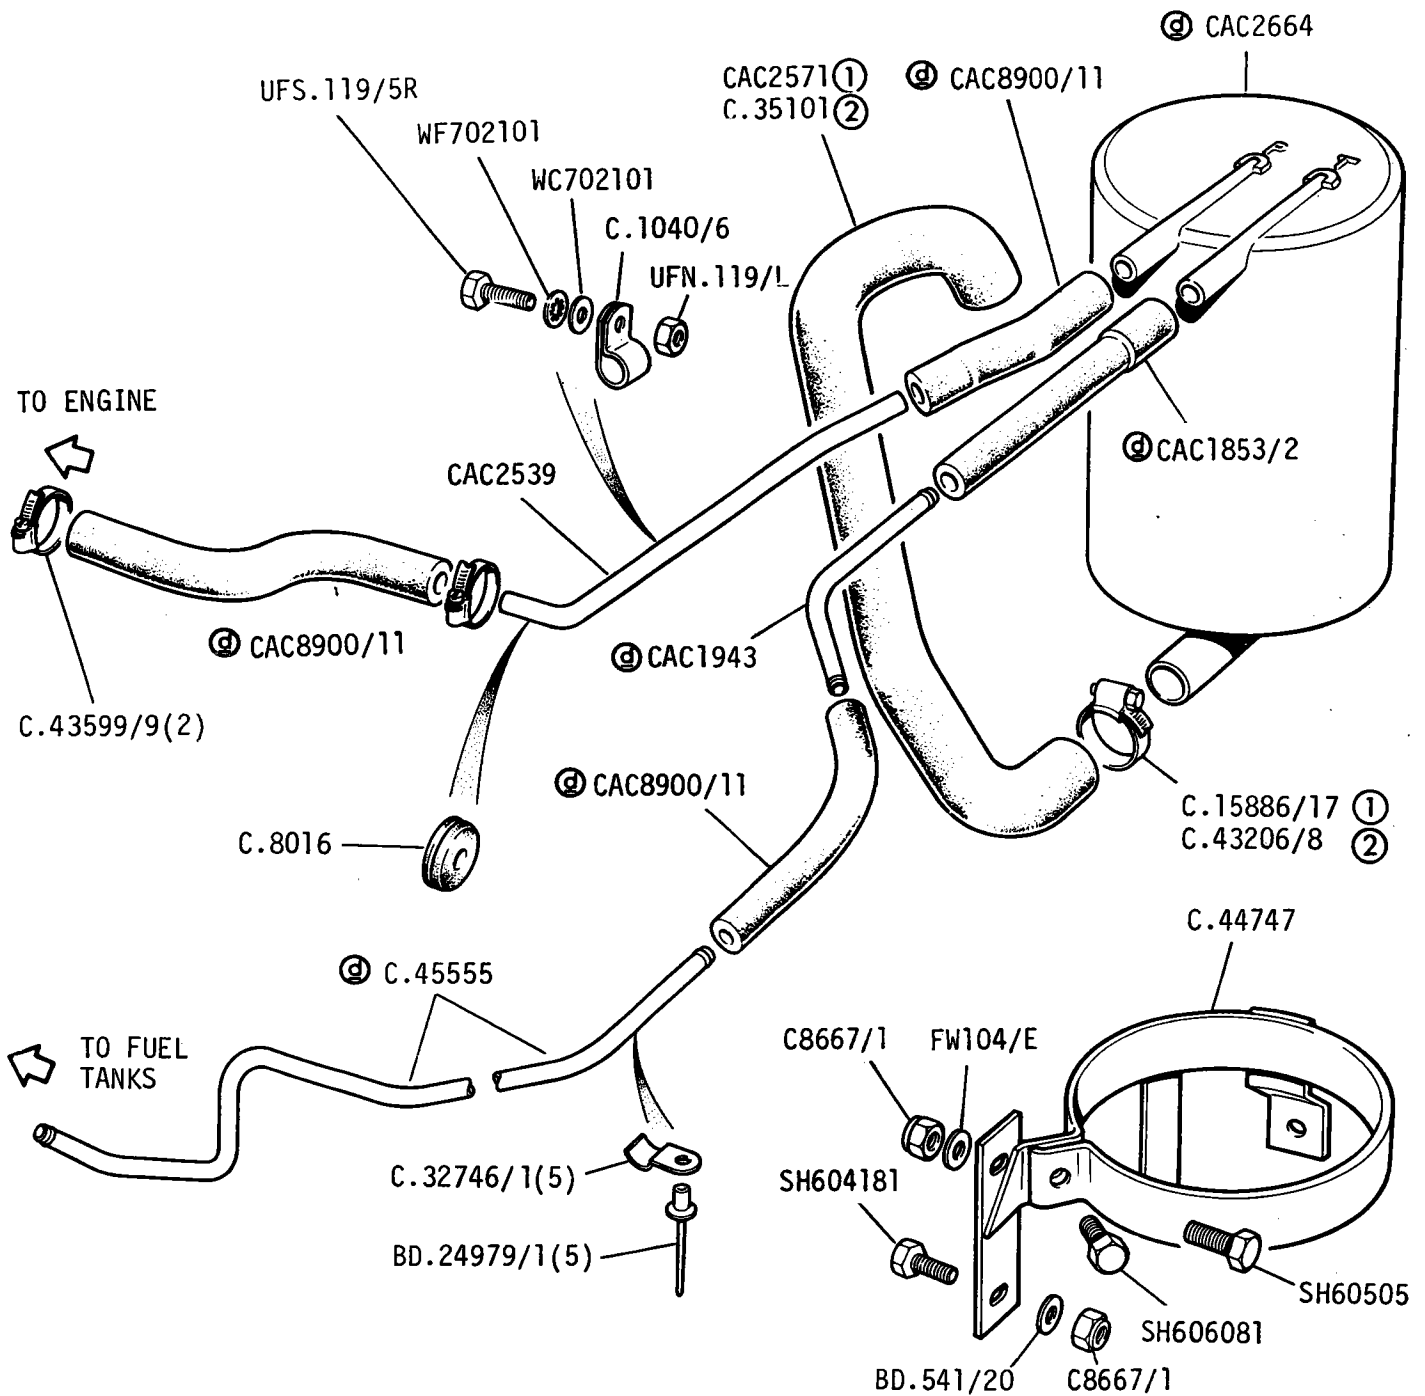 ⓓ CAC2664
CAC2571①
C.35101②
ⓓ CAC8900/11
UFS.119/5R
WF702101
WC702101
C.1040/6
UFN.119/L
TO ENGINE
CAC2539
ⓓ CAC1853/2
ⓓ CAC8900/11
ⓓ CAC1943
C.43599/9(2)
ⓓ CAC8900/11
C.15886/17 ①
C.43206/8 ②
C.8016
C.44747
ⓓ C.45555
TO FUEL
TANKS
C8667/1
FW104/E
C.32746/1(5)
SH604181
BD.24979/1(5)
SH60505
SH606081
BD.541/20
C8667/1